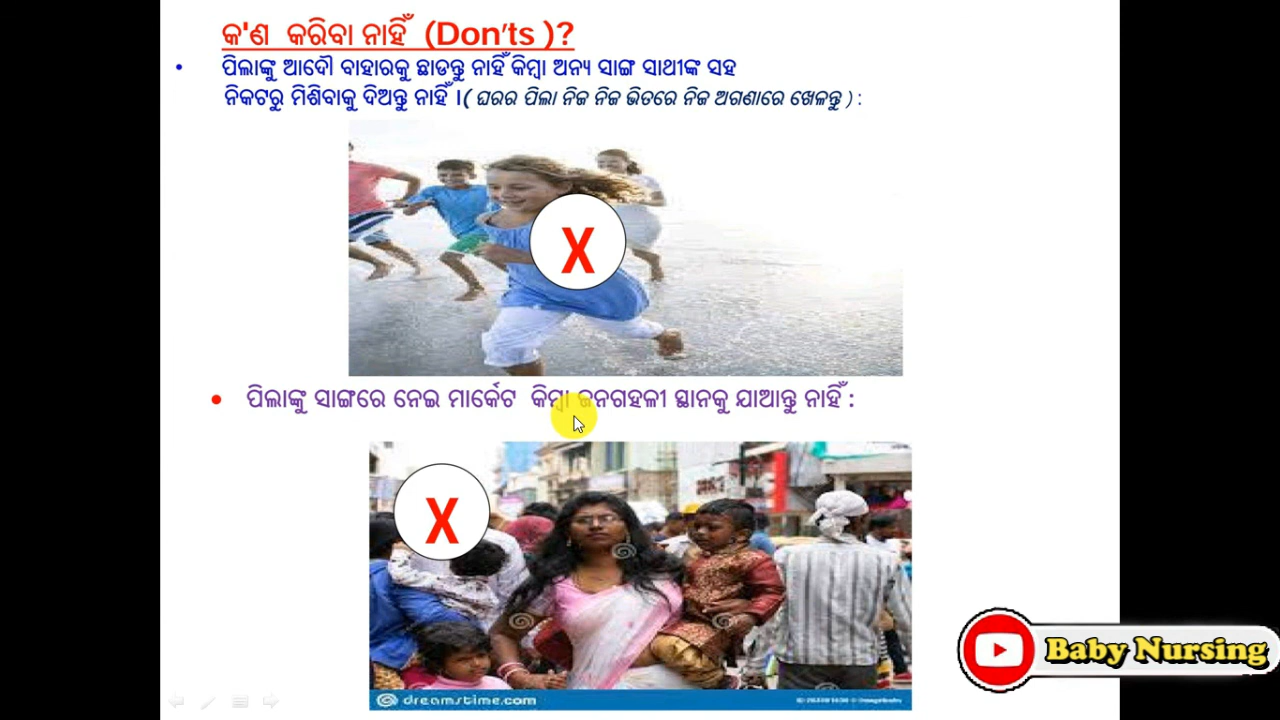 କ'ଣ କରିବା ନାହିଁ (Don'ts )?
• ପିଲାଙ୍କୁ ଆଦୌ ବାହାରକୁ ଛାଡନ୍ତୁ ନାହିଁ କିମ୍ବା ଅନ୍ୟ ସାଙ୍ଗ ସାଥୀଙ୍କ ସହ
ନିକଟରୁ ମିଶିବାକୁ ଦିଅନ୍ତୁ ନାହିଁ ।( ଘରର ପିଲା ନିଜ ନିଜ ଭିତରେ ନିଜ ଅଗଣାରେ ଖେଳନ୍ତୁ ) :
X
• ପିଲାଙ୍କୁ ସାଙ୍ଗରେ ନେଇ ମାର୍କେଟ କିମ୍ବା ଜନଗହଳୀ ସ୍ଥାନକୁ ଯାଆନ୍ତୁ ନାହିଁ :
X
Baby Nursing
dreamstime.com